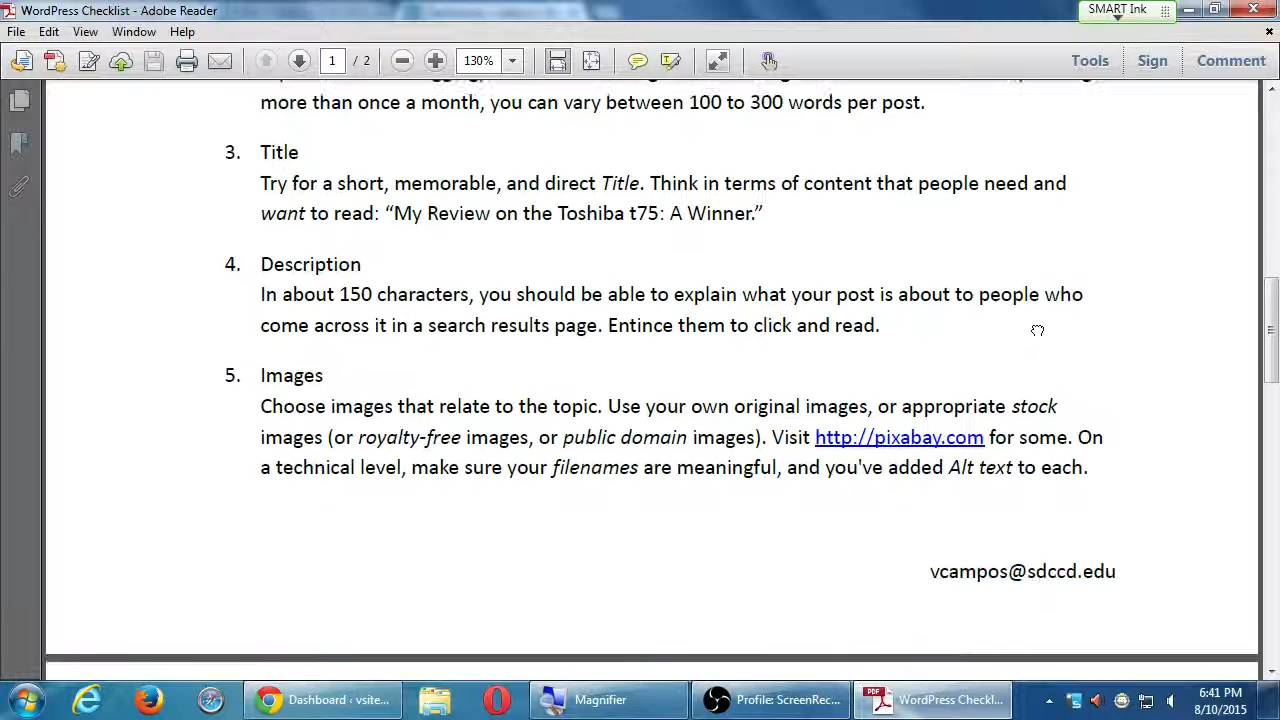 WordPress Checklist - Adobe Reader
SMART Ink
File Edit View Window Help
1 / 2 130% Tools Sign Comment
more than once a month, you can vary between 100 to 300 words per post.
3. Title
Try for a short, memorable, and direct Title. Think in terms of content that people need and
want to read: “My Review on the Toshiba t75: A Winner.”
4. Description
In about 150 characters, you should be able to explain what your post is about to people who
come across it in a search results page. Entince them to click and read.
5. Images
Choose images that relate to the topic. Use your own original images, or appropriate stock
images (or royalty-free images, or public domain images). Visit http://pixabay.com for some. On
a technical level, make sure your filenames are meaningful, and you've added Alt text to each.
vcampos@sdccd.edu
Dashboard ‹ vsite... Magnifier Profile: ScreenRec... PDF WordPress Checkl... 6:41 PM
8/10/2015